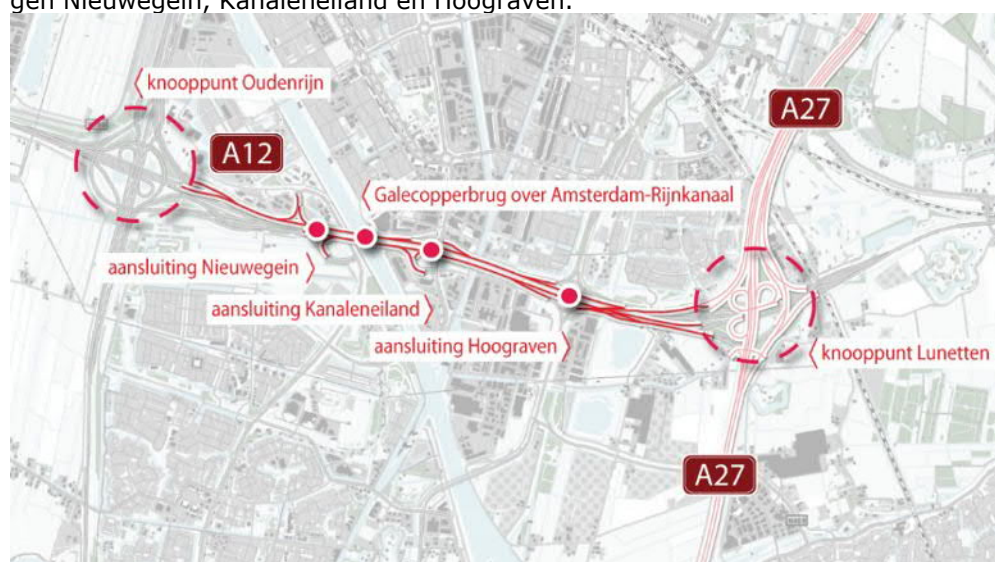 gen Nieuwegein, Kanaleneiland en Hoograven.
knooppunt Oudenrijn
A27
A12
Galecopperbrug over Amsterdam-Rijnkanaal
aansluiting Nieuwegein
aansluiting Kanaleneiland
aansluiting Hoograven
knooppunt Lunetten
A27